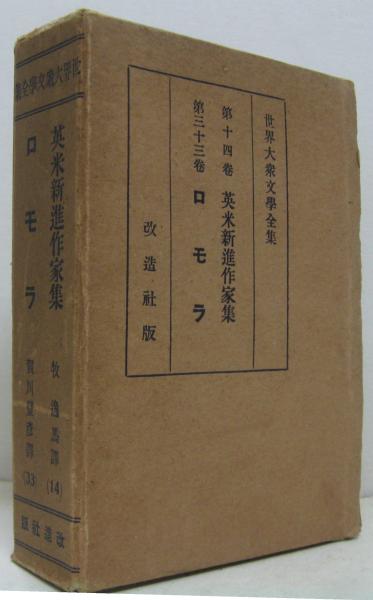 世界大衆文學全集
第十四卷 英米新進作家集
第三十三卷 ロモラ
改造社版
世界大衆文學全集
英米新進作家集 牧逸馬譯 (14)
ロモラ 賀川豐彦譯 (33)
改造社版